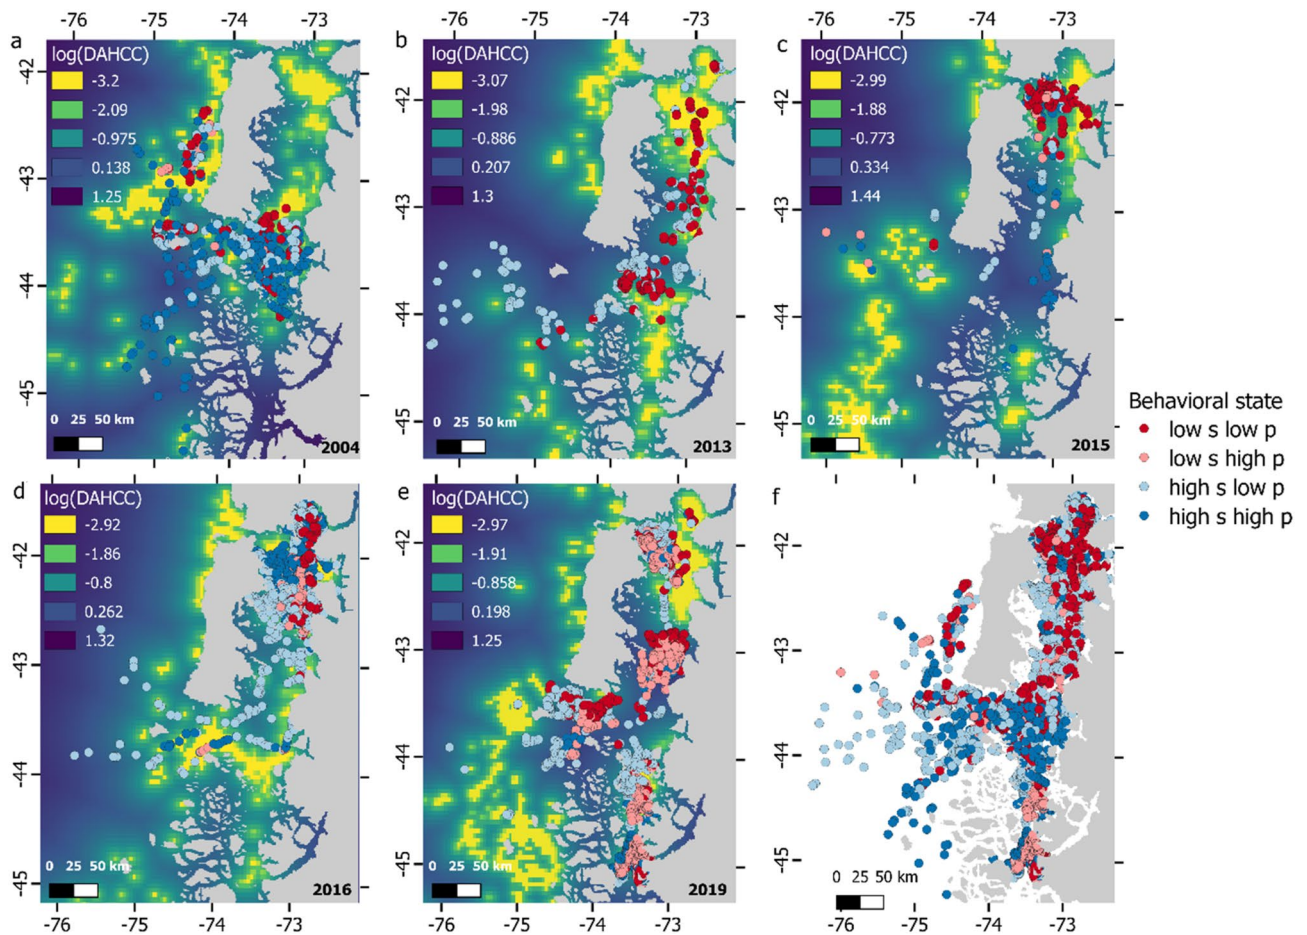 -76 -75 -74 -73
-76 -75 -74 -73
-76 -75 -74 -73
a
log(DAHCC)
-3.2
-2.09
-0.975
0.138
1.25
-42
-43
-44
-45
0 25 50 km
2004
b
log(DAHCC)
-3.07
-1.98
-0.886
0.207
1.3
-42
-43
-44
-45
0 25 50 km
2013
c
log(DAHCC)
-2.99
-1.88
-0.773
0.334
1.44
-42
-43
-44
-45
0 25 50 km
2015
Behavioral state
low s low p
low s high p
high s low p
high s high p
d
log(DAHCC)
-2.92
-1.86
-0.8
0.262
1.32
-42
-43
-44
-45
0 25 50 km
2016
e
log(DAHCC)
-2.97
-1.91
-0.858
0.198
1.25
-42
-43
-44
-45
0 25 50 km
2019
f
-42
-43
-44
-45
0 25 50 km
-76 -75 -74 -73
-76 -75 -74 -73
-76 -75 -74 -73